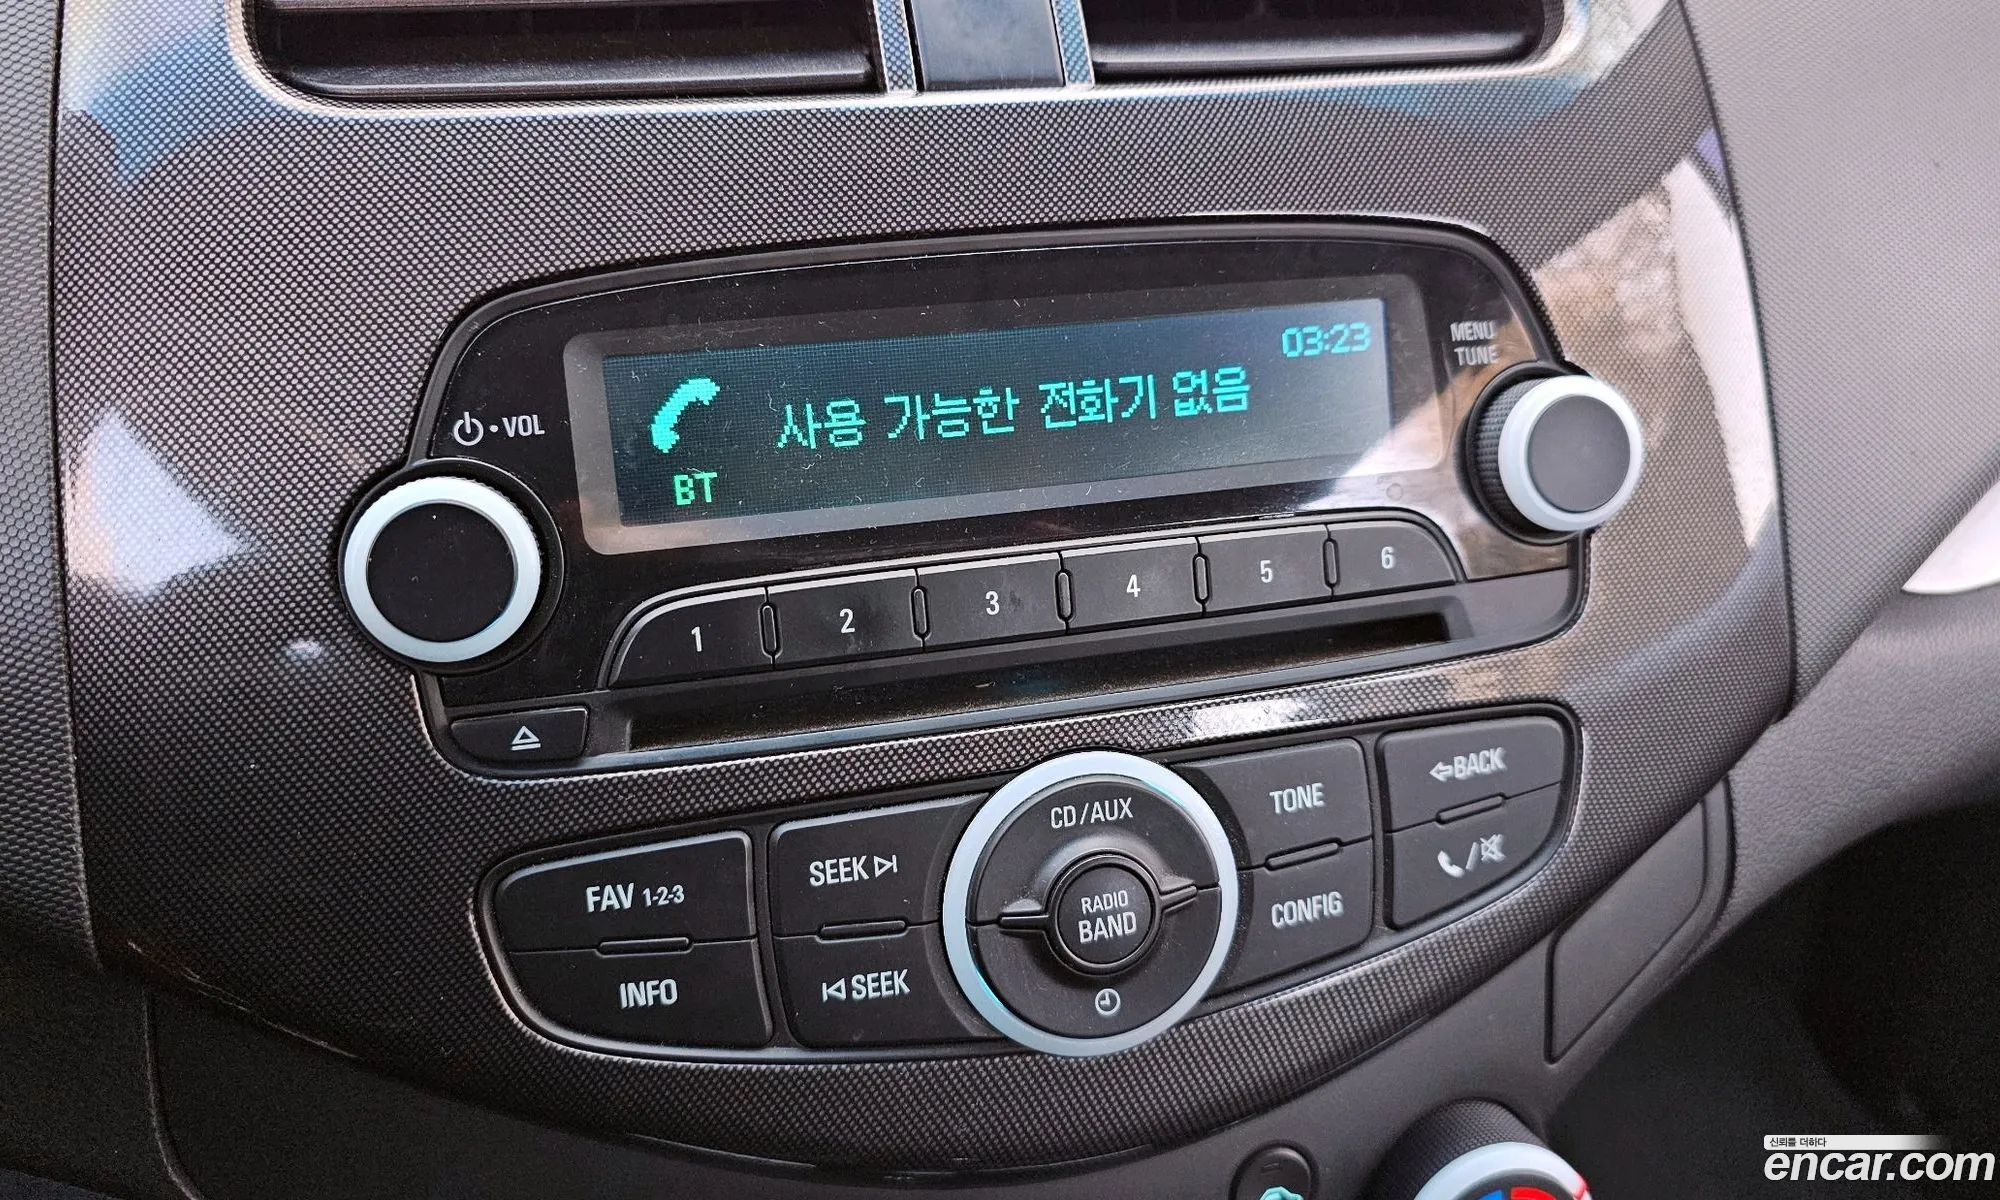 03:23
사용 가능한 전화기 없음
BT
MENU
TUNE
VOL
1
2
3
4
5
6
BACK
TONE
CD/AUX
SEEK
FAV 1-2-3
RADIO
BAND
CONFIG
SEEK
INFO
신뢰를 더하다
encar.com